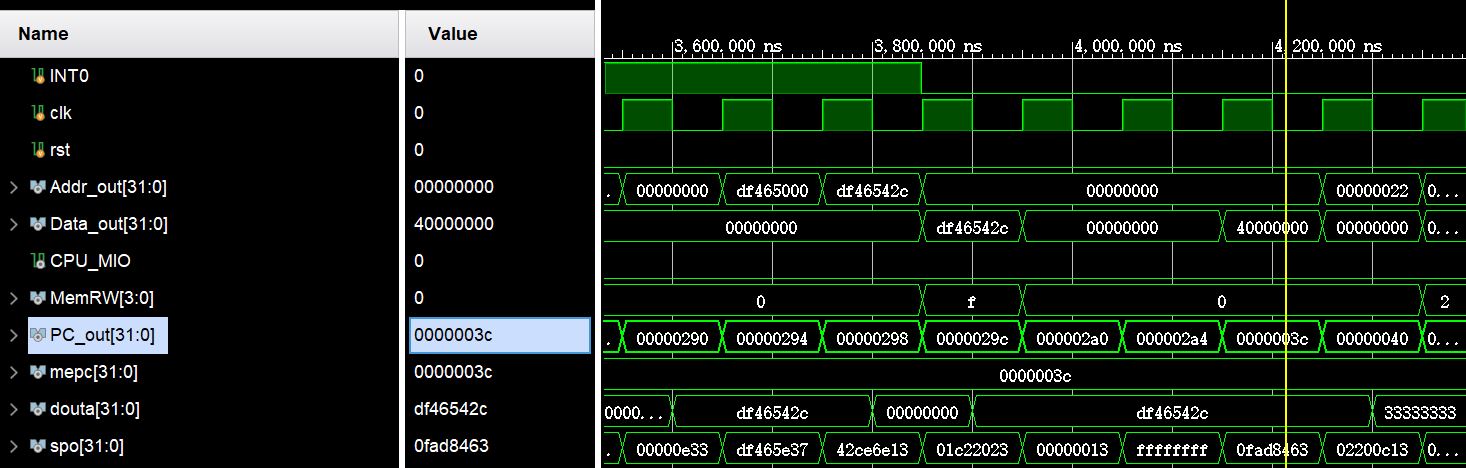 Name Value 3,600.000 ns 3,800.000 ns 4,000.000 ns 4,200.000 ns
INT0 0
clk 0
rst 0
Addr_out[31:0] 00000000 . 00000000 df465000 df46542c 00000000 00000022 0...
Data_out[31:0] 40000000 00000000 df46542c 00000000 40000000 00000000 0...
CPU_MIO 0
MemRW[3:0] 0 0 f 0 2
PC_out[31:0] 0000003c . 00000290 00000294 00000298 0000029c 000002a0 000002a4 0000003c 00000040 0...
mepc[31:0] 0000003c 0000003c
douta[31:0] df46542c 0000... df46542c 00000000 df46542c 33333333
spo[31:0] 0fad8463 . 00000e33 df465e37 42ce6e13 01c22023 00000013 ffffffff 0fad8463 02200c13 0...